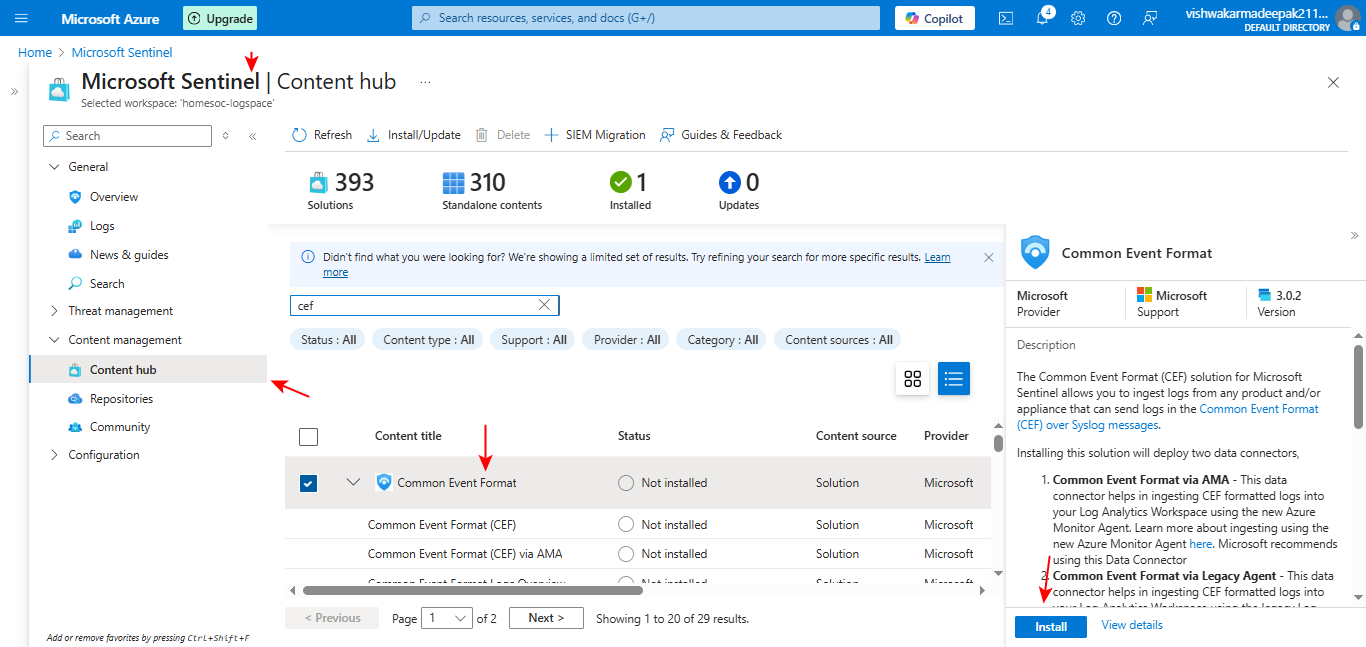 Microsoft Azure
Upgrade
Search resources, services, and docs (G+/)
Copilot
4
vishwakarmadeepak211...
DEFAULT DIRECTORY
Home > Microsoft Sentinel
Microsoft Sentinel | Content hub
...
Selected workspace: 'homesoc-logspace'
Search
General
Overview
Logs
News & guides
Search
Threat management
Content management
Content hub
Repositories
Community
Configuration
Add or remove favorites by pressing Ctrl+Shift+F
Refresh
Install/Update
Delete
SIEM Migration
Guides & Feedback
393
Solutions
310
Standalone contents
1
Installed
0
Updates
Didn't find what you were looking for? We're showing a limited set of results. Try refining your search for more specific results. Learn
more
cef
Status : All
Content type : All
Support : All
Provider : All
Category : All
Content sources : All
Content title Status Content source Provider
Common Event Format Not installed Solution Microsoft
Common Event Format (CEF) Not installed Solution Microsoft
Common Event Format (CEF) via AMA Not installed Solution Microsoft
Common Event Format Logs Overview Not installed Solution Microsoft
< Previous
Page 1 of 2
Next >
Showing 1 to 20 of 29 results.
Common Event Format
Microsoft
Provider
Microsoft
Support
3.0.2
Version
Description
The Common Event Format (CEF) solution for Microsoft
Sentinel allows you to ingest logs from any product and/or
appliance that can send logs in the Common Event Format
(CEF) over Syslog messages.
Installing this solution will deploy two data connectors,
1. Common Event Format via AMA - This data
connector helps in ingesting CEF formatted logs into
your Log Analytics Workspace using the new Azure
Monitor Agent. Learn more about ingesting using the
new Azure Monitor Agent here. Microsoft recommends
using this Data Connector
2. Common Event Format via Legacy Agent - This data
connector helps in ingesting CEF formatted logs into
your Log Analytics Workspace using the legacy Log
Install
View details